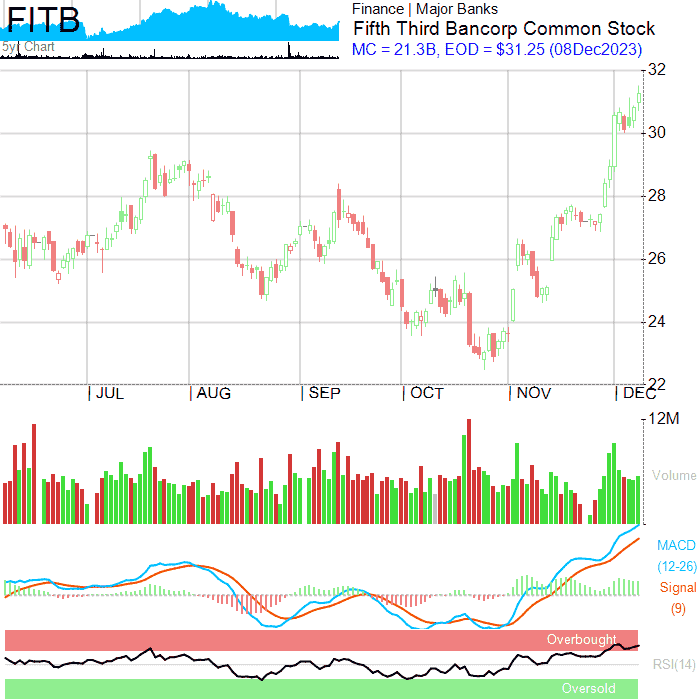 FITB
5yr Chart
Finance | Major Banks
Fifth Third Bancorp Common Stock
MC = 21.3B, EOD = $31.25 (08Dec2023)
32
30
28
26
24
22
| JUL | AUG | SEP | OCT | NOV | DEC
12M
Volume
MACD
(12-26)
Signal
(9)
Overbought
RSI(14)
Oversold